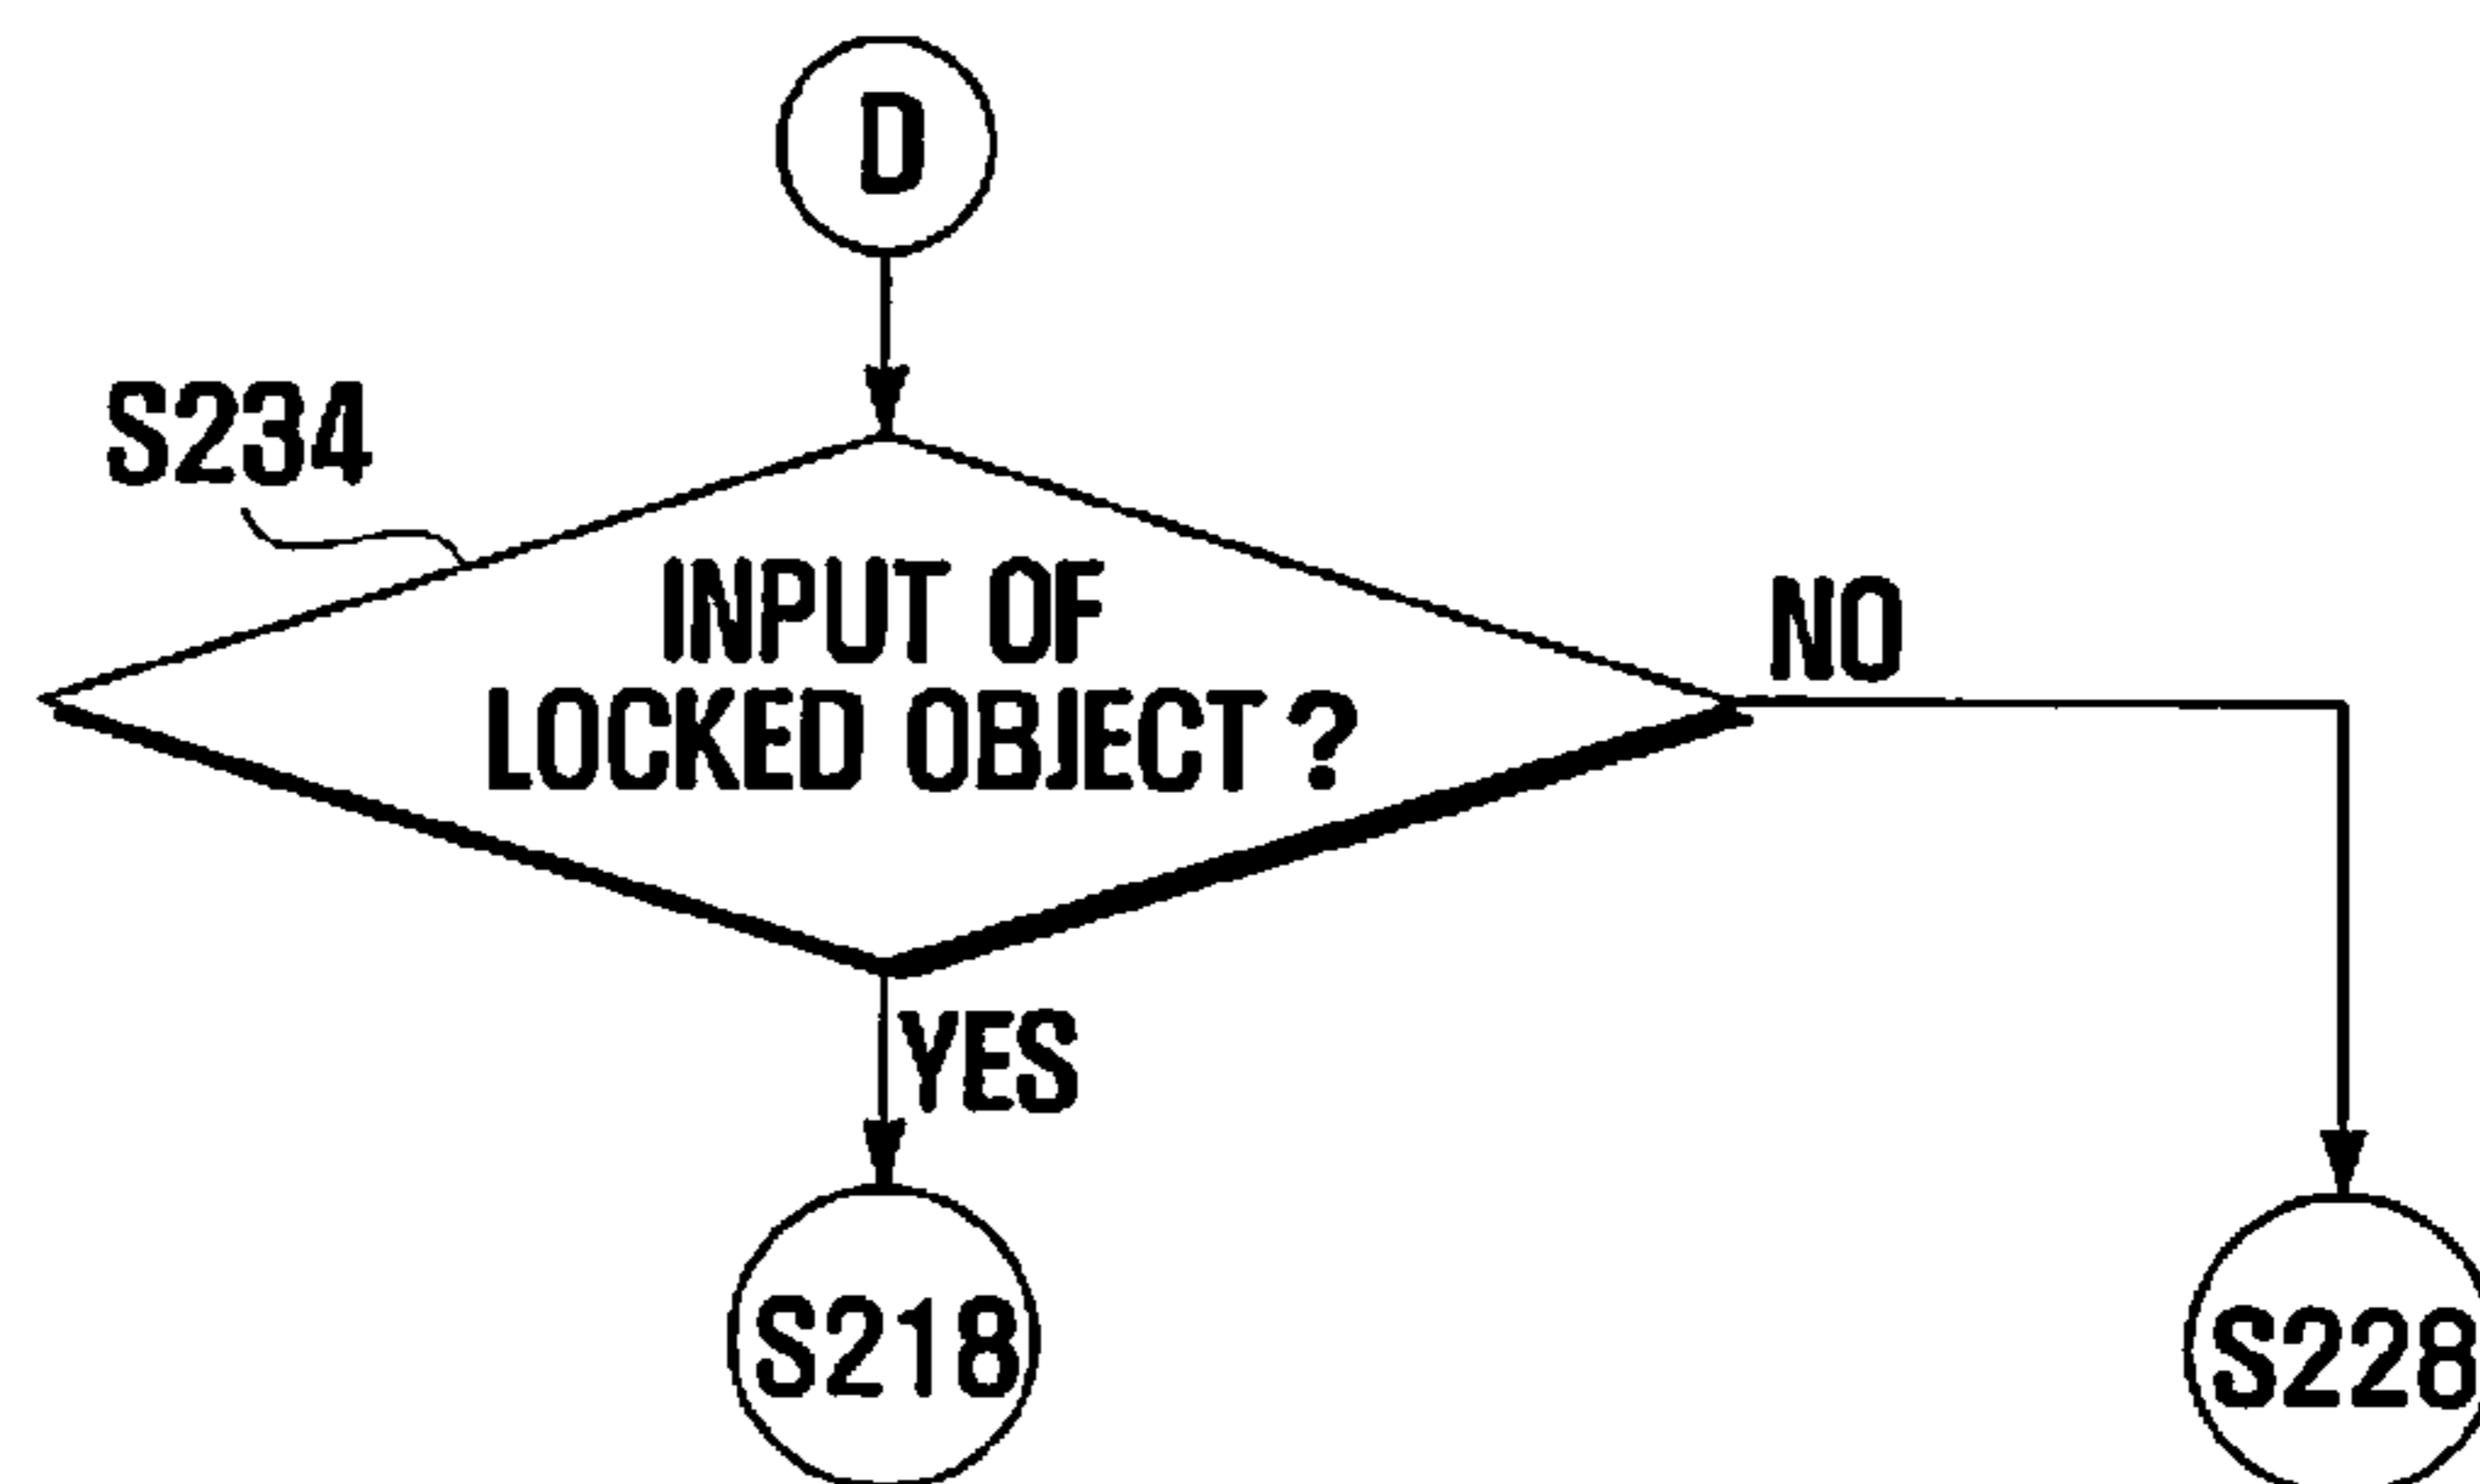 D
S234
INPUT OF
LOCKED OBJECT?
NO
YES
S218
S228